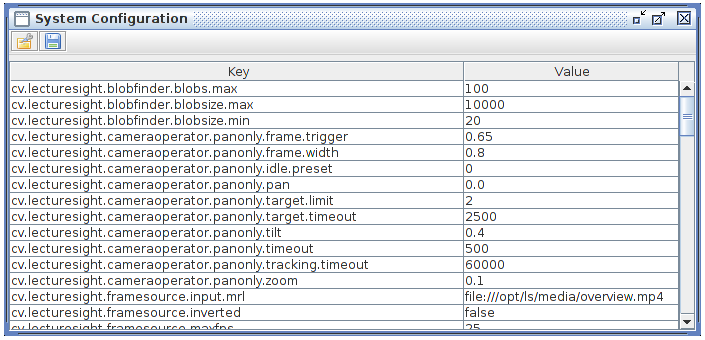 System Configuration
Key Value
cv.lecturesight.blobfinder.blobs.max 100
cv.lecturesight.blobfinder.blobsize.max 10000
cv.lecturesight.blobfinder.blobsize.min 20
cv.lecturesight.cameraoperator.panonly.frame.trigger 0.65
cv.lecturesight.cameraoperator.panonly.frame.width 0.8
cv.lecturesight.cameraoperator.panonly.idle.preset 0
cv.lecturesight.cameraoperator.panonly.pan 0.0
cv.lecturesight.cameraoperator.panonly.target.limit 2
cv.lecturesight.cameraoperator.panonly.target.timeout 2500
cv.lecturesight.cameraoperator.panonly.tilt 0.4
cv.lecturesight.cameraoperator.panonly.timeout 500
cv.lecturesight.cameraoperator.panonly.tracking.timeout 60000
cv.lecturesight.cameraoperator.panonly.zoom 0.1
cv.lecturesight.framesource.input.mrl file:///opt/ls/media/overview.mp4
cv.lecturesight.framesource.inverted false
cv.lecturesight.framesource.maxfps 25